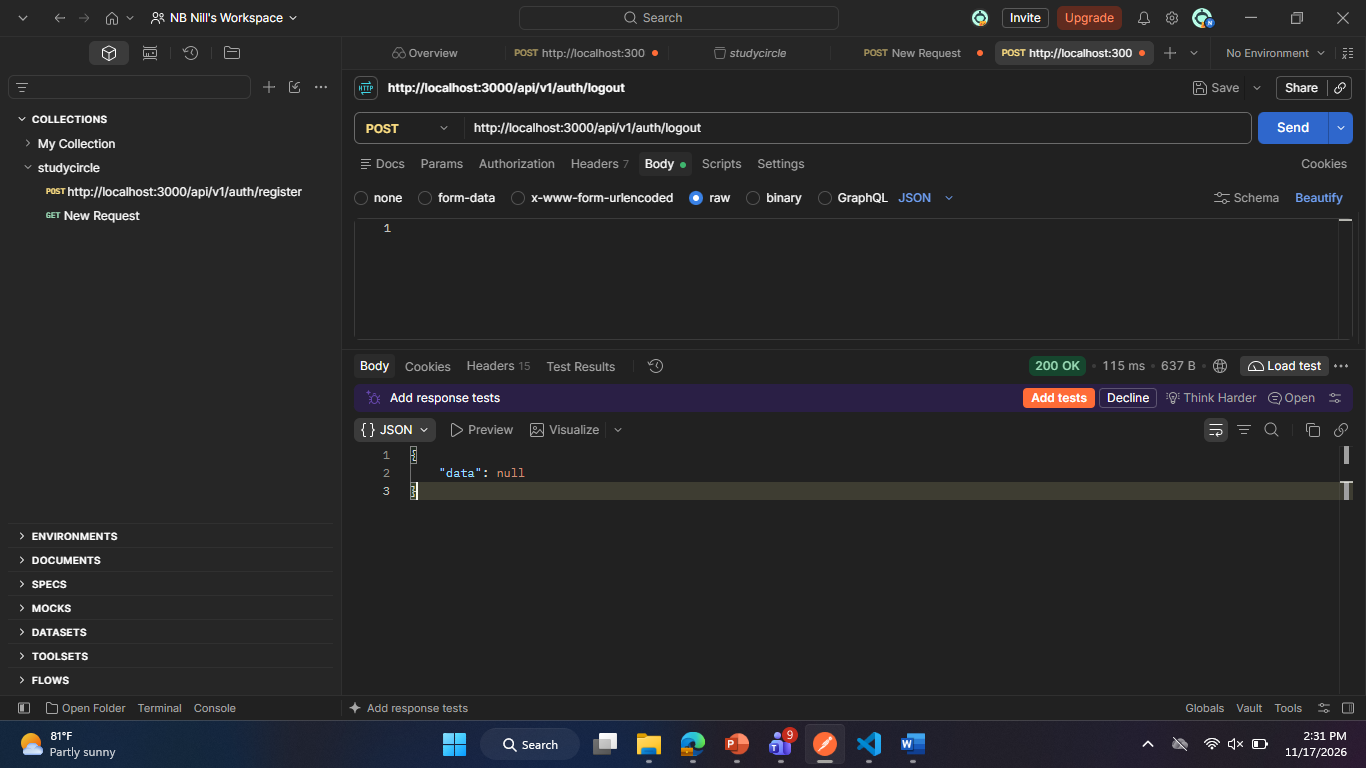 NB Nill's Workspace
Search
Invite
Upgrade
Overview
POST http://localhost:300
studycircle
POST New Request
POST http://localhost:300
No Environment
HTTP
http://localhost:3000/api/v1/auth/logout
Save
Share
COLLECTIONS
My Collection
studycircle
POST http://localhost:3000/api/v1/auth/register
GET New Request
POST
http://localhost:3000/api/v1/auth/logout
Send
Docs
Params
Authorization
Headers 7
Body
Scripts
Settings
Cookies
none
form-data
x-www-form-urlencoded
raw
binary
GraphQL
JSON
Schema
Beautify
1
Body
Cookies
Headers 15
Test Results
200 OK
115 ms
637 B
Load test
Add response tests
Add tests
Decline
Think Harder
Open
{} JSON
Preview
Visualize
1 {
2 "data": null
3 }
ENVIRONMENTS
DOCUMENTS
SPECS
MOCKS
DATASETS
TOOLSETS
FLOWS
Open Folder
Terminal
Console
Add response tests
Globals
Vault
Tools
81°F
Partly sunny
Search
9
2:31 PM
11/17/2026